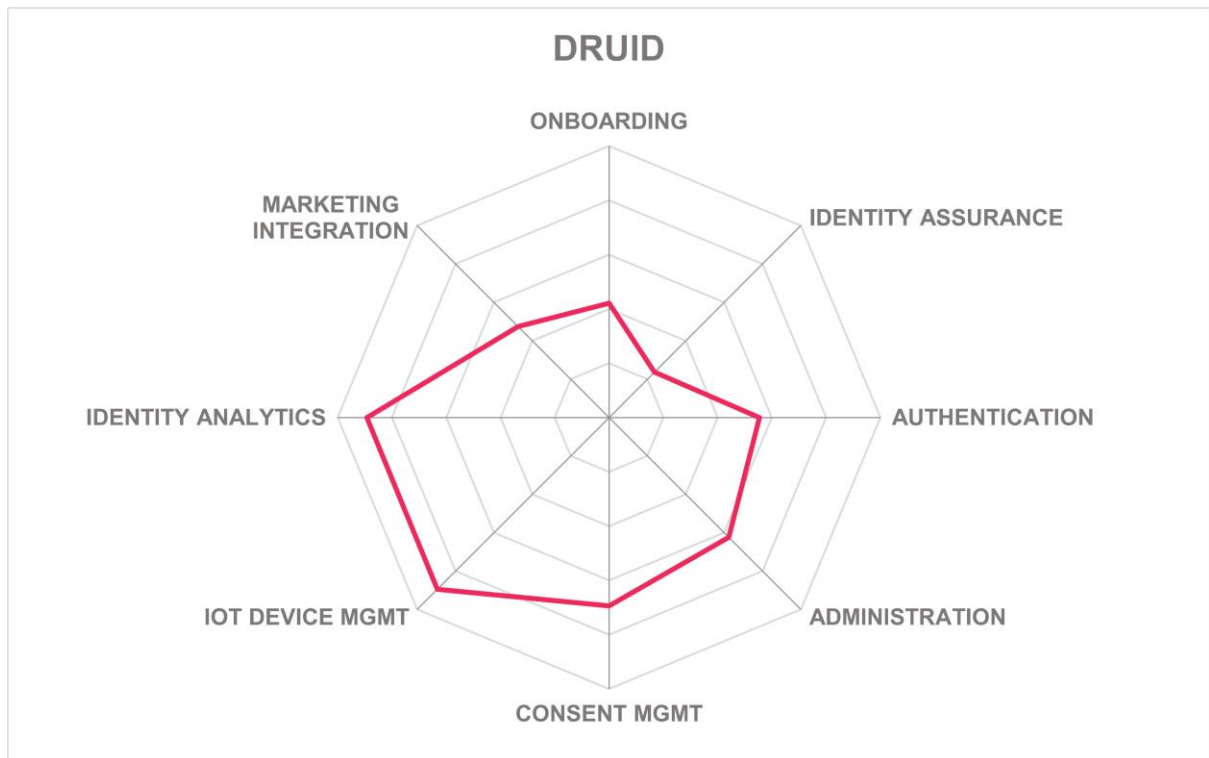 DRUID
ONBOARDING
MARKETING
INTEGRATION
IDENTITY ASSURANCE
IDENTITY ANALYTICS
AUTHENTICATION
IOT DEVICE MGMT
ADMINISTRATION
CONSENT MGMT